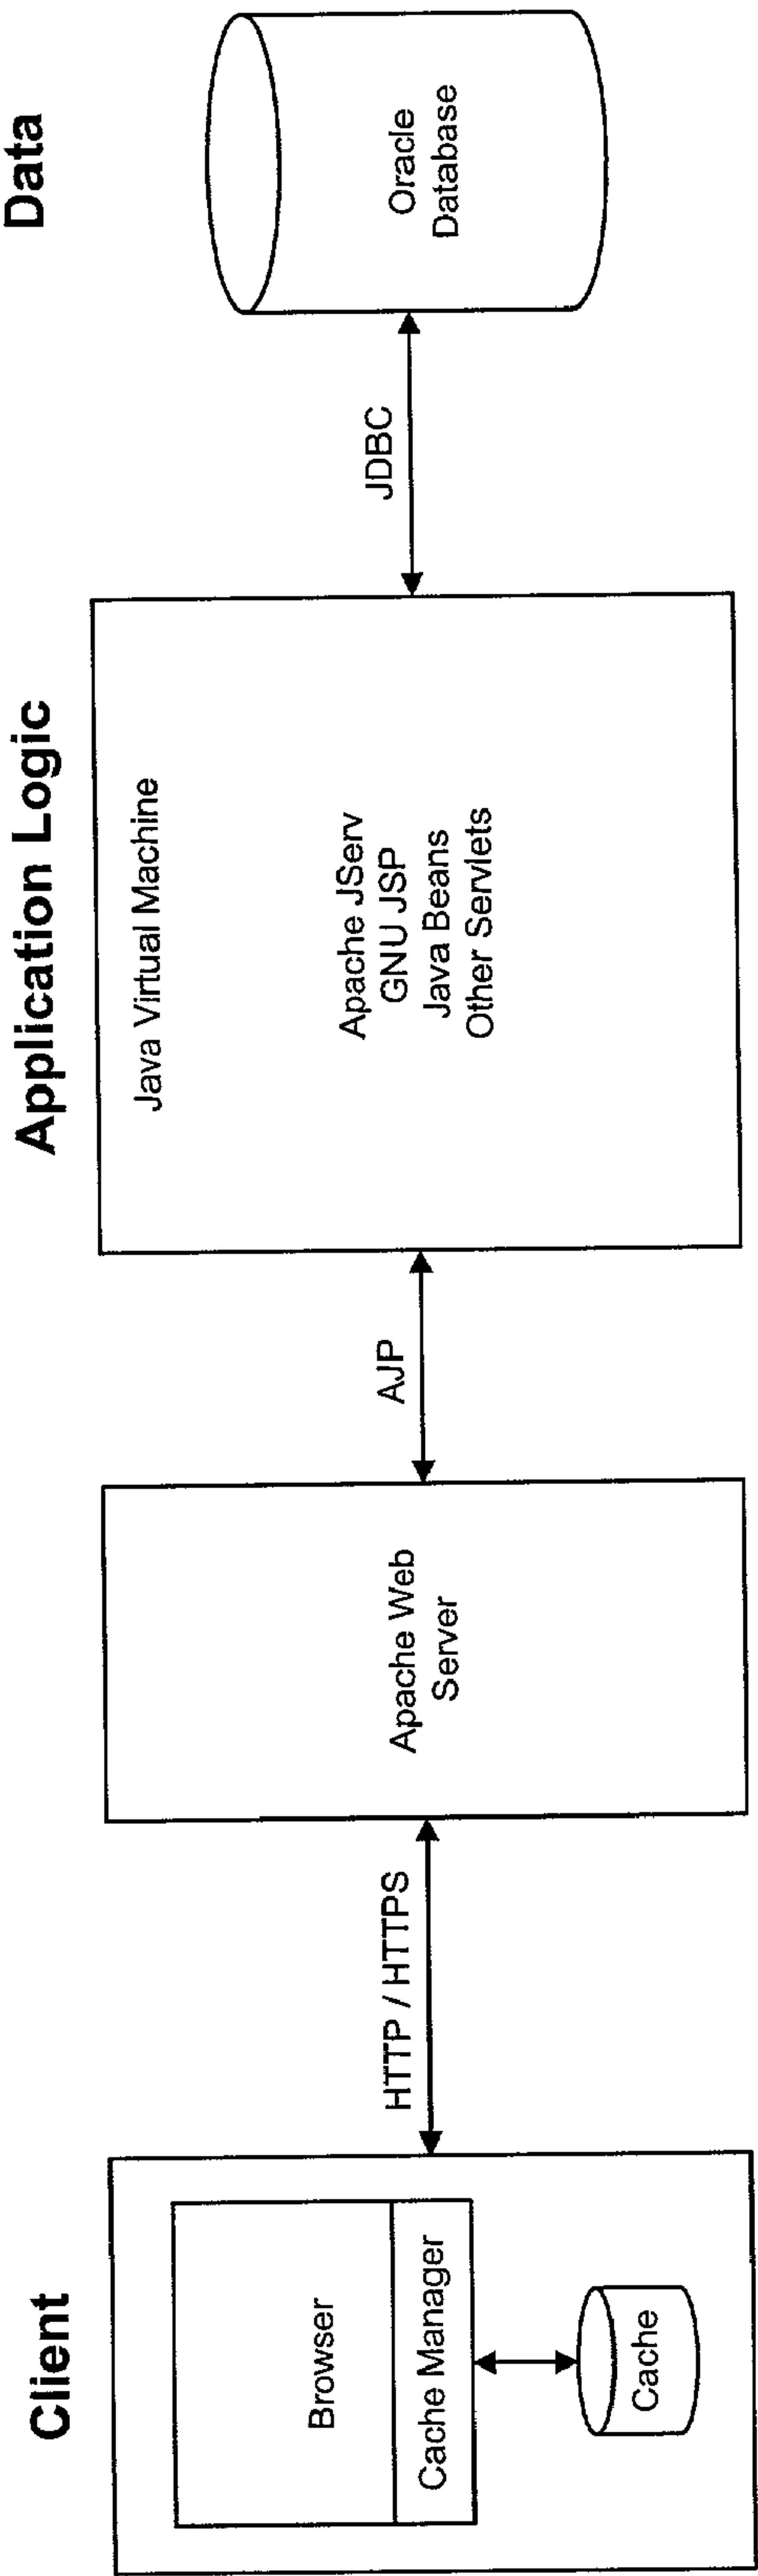 Client
Application Logic
Data
Browser
Cache Manager
Cache
HTTP / HTTPS
Apache Web
Server
AJP
Java Virtual Machine
Apache JServ
GNU JSP
Java Beans
Other Servlets
JDBC
Oracle
Database